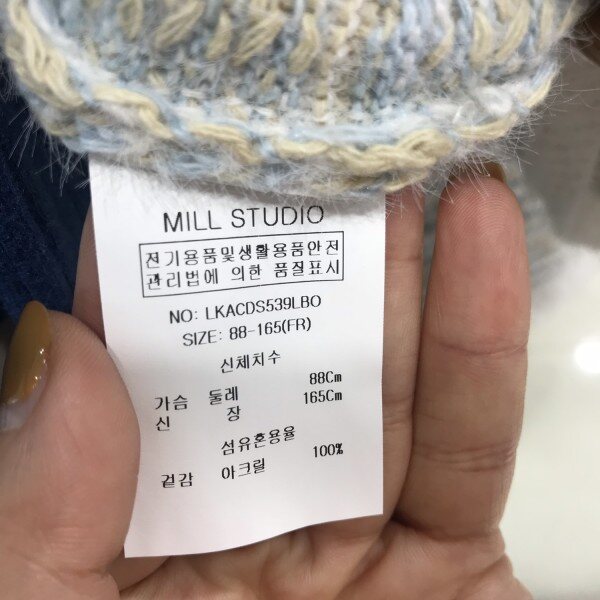 MILL STUDIO
전기용품및생활용품안전
관리법에 의한 품질표시
NO: LKACDS539LBO
SIZE: 88-165(FR)
신체치수
가슴 둘레 88Cm
신 장 165Cm
섬유혼용율
겉감 아크릴 100%